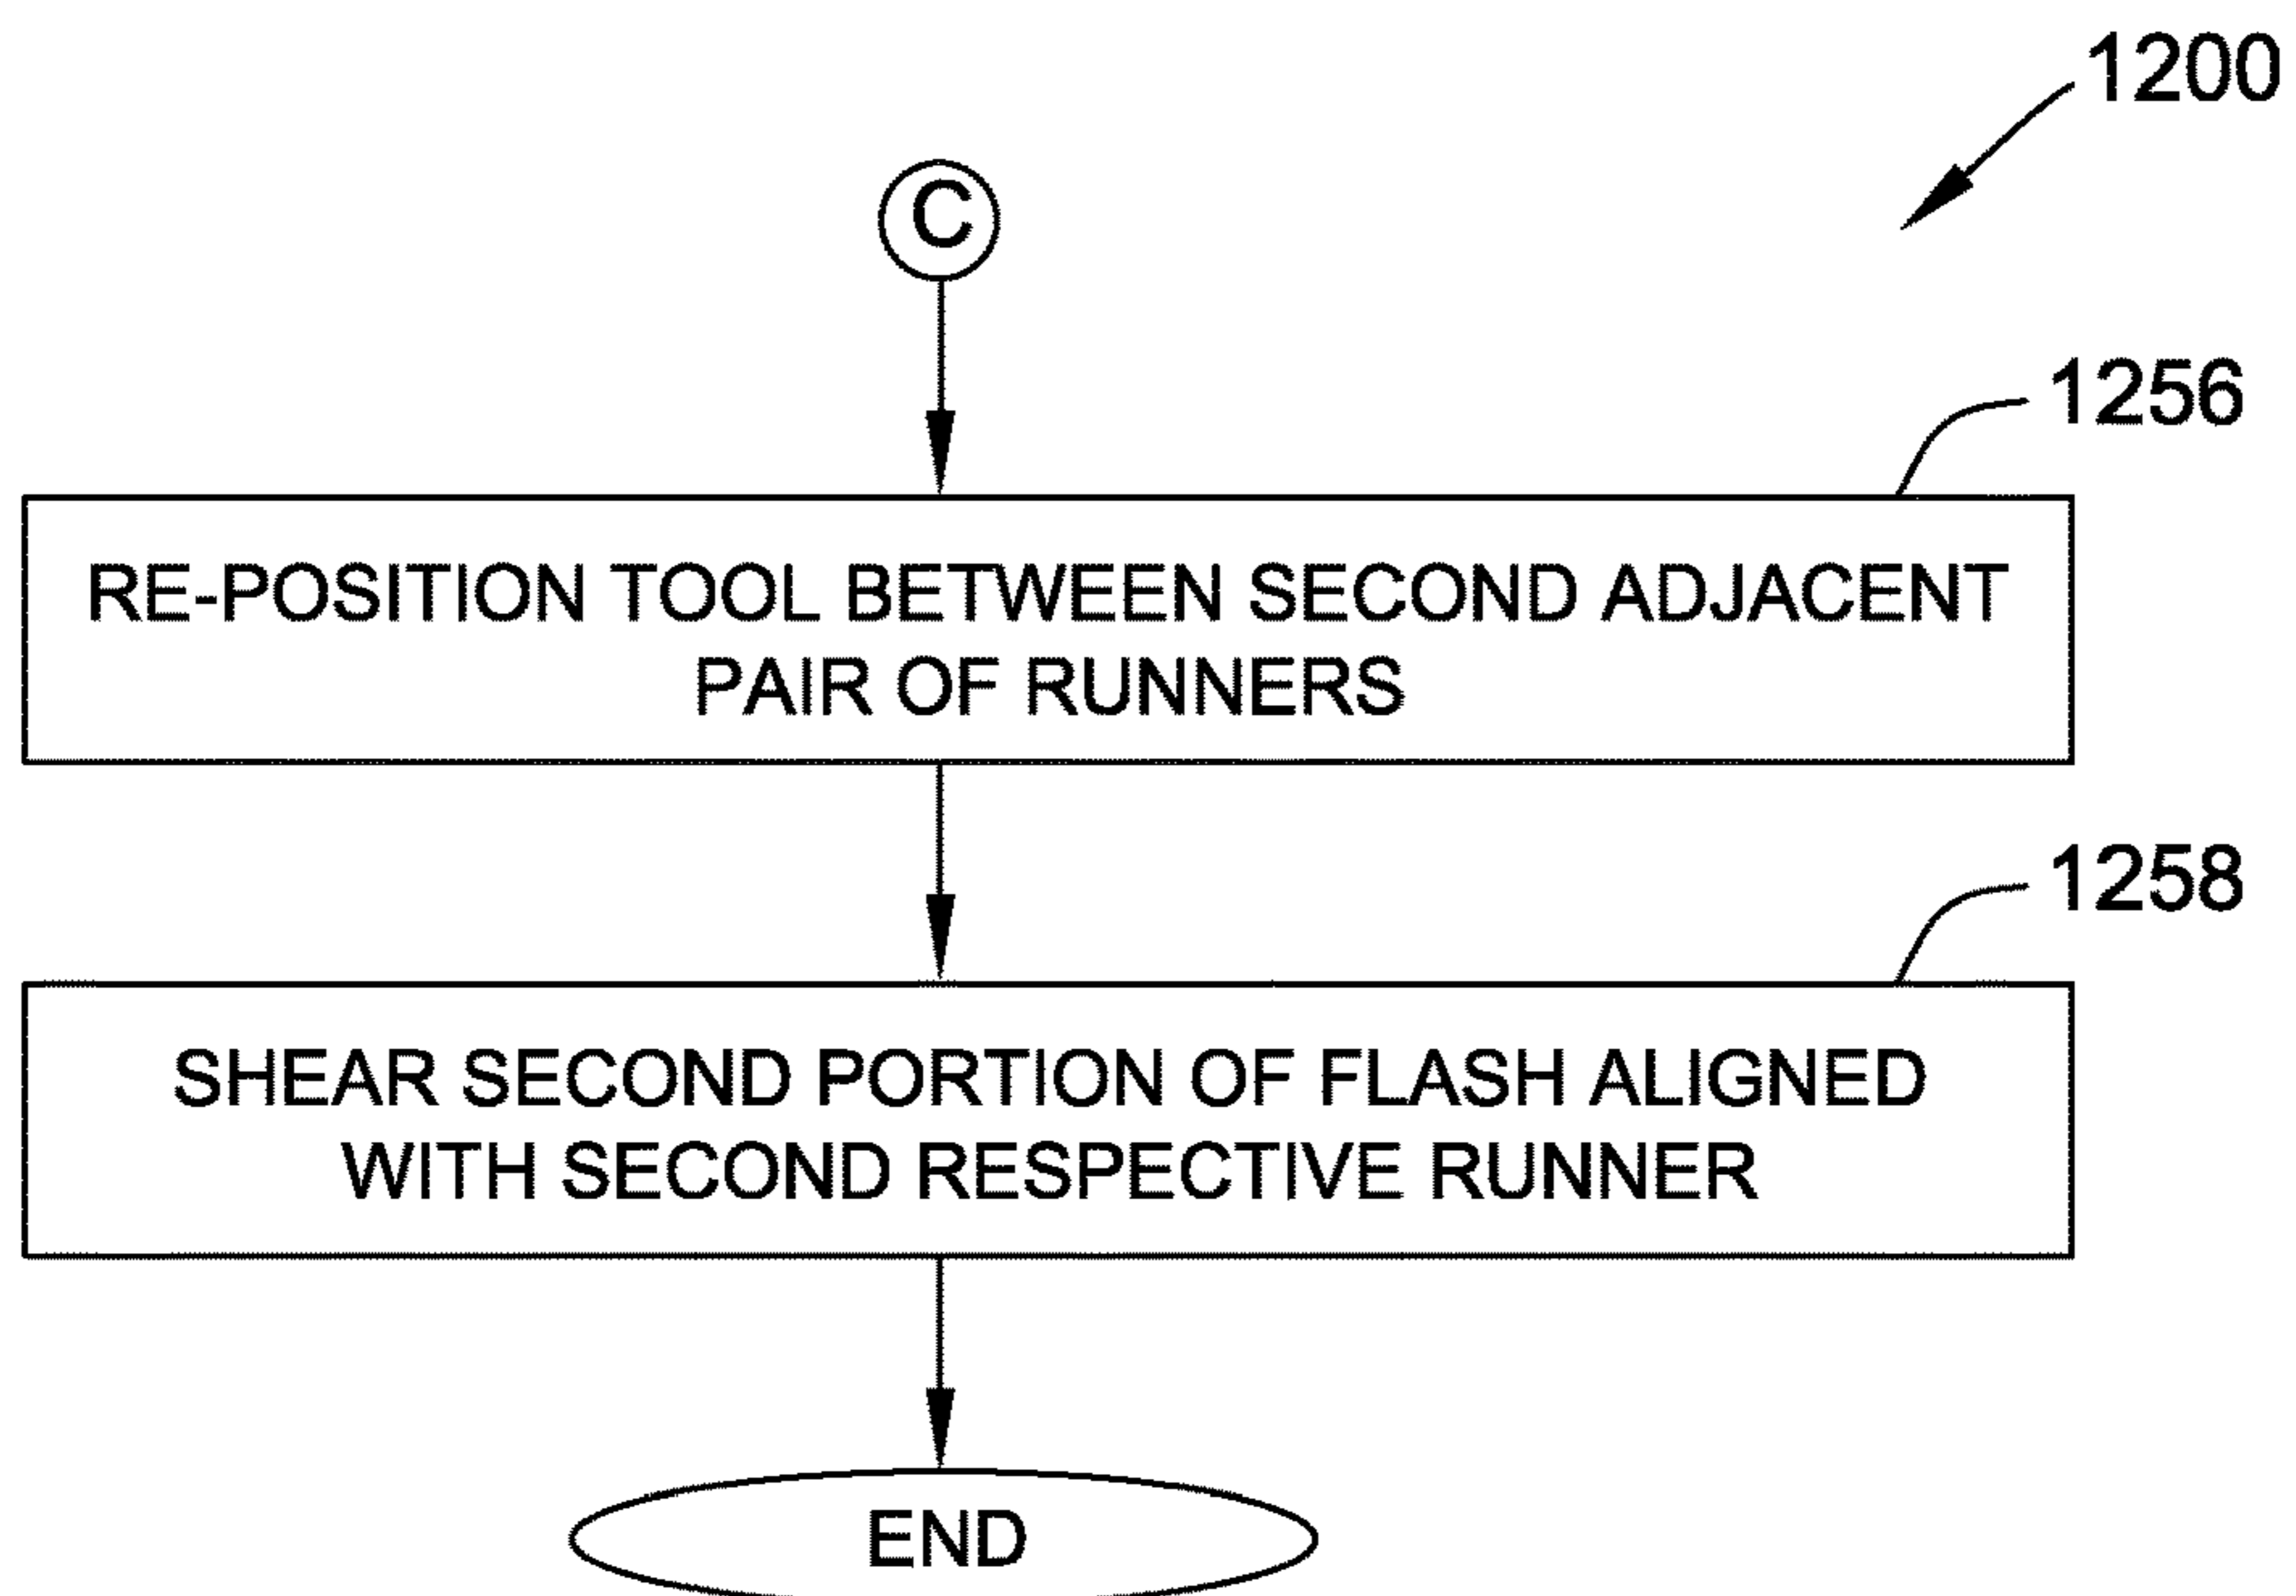 1200
C
1256
RE-POSITION TOOL BETWEEN SECOND ADJACENT
PAIR OF RUNNERS
1258
SHEAR SECOND PORTION OF FLASH ALIGNED
WITH SECOND RESPECTIVE RUNNER
END